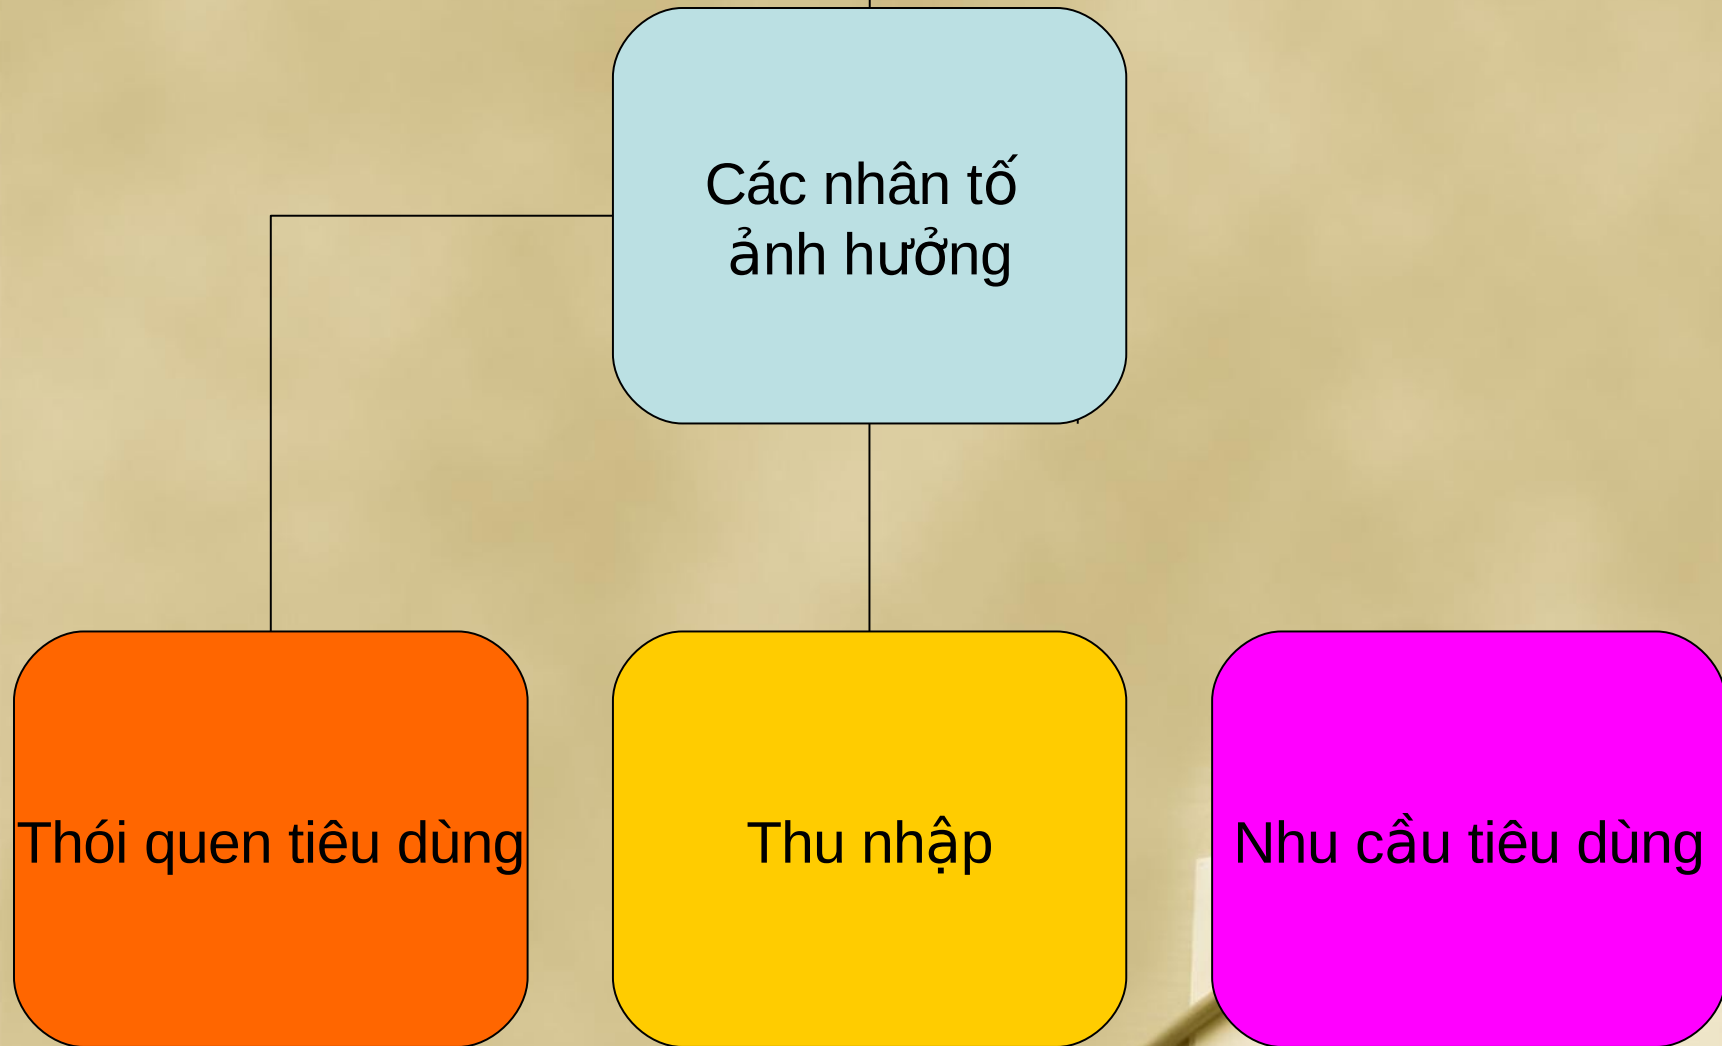 Các nhân tố
ảnh hưởng
Thói quen tiêu dùng
Thu nhập
Nhu cầu tiêu dùng